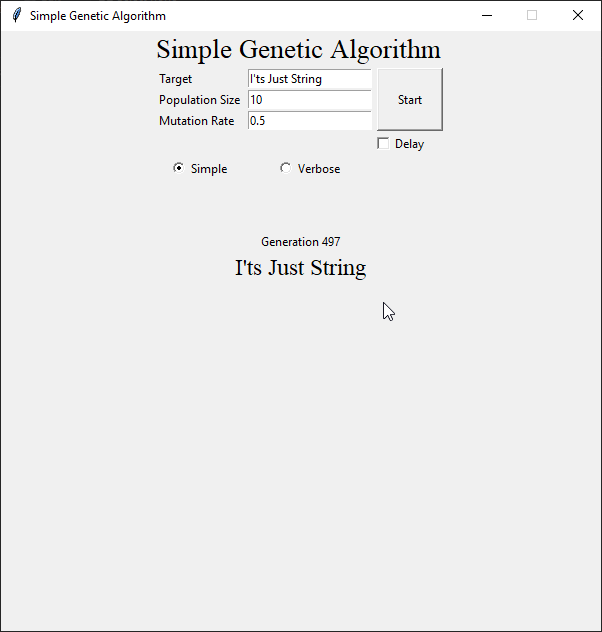 Simple Genetic Algorithm
Simple Genetic Algorithm
Target I'ts Just String
Population Size 10
Start
Mutation Rate 0.5
Delay
Simple Verbose
Generation 497
I'ts Just String